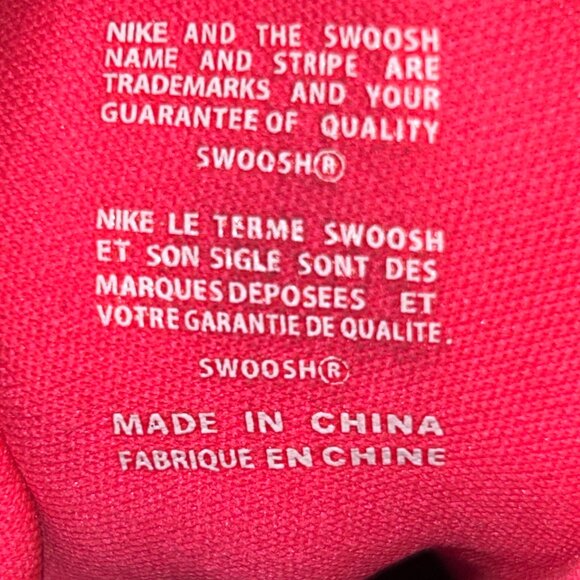 NIKE AND THE SWOOSH
NAME AND STRIPE ARE
TRADEMARKS AND YOUR
GUARANTEE OF QUALITY
SWOOSH®
NIKE LE TERME SWOOSH
ET SON SIGLE SONT DES
MARQUES DEPOSEES ET
VOTRE GARANTIE DE QUALITE.
SWOOSH®
MADE IN CHINA
FABRIQUE EN CHINE